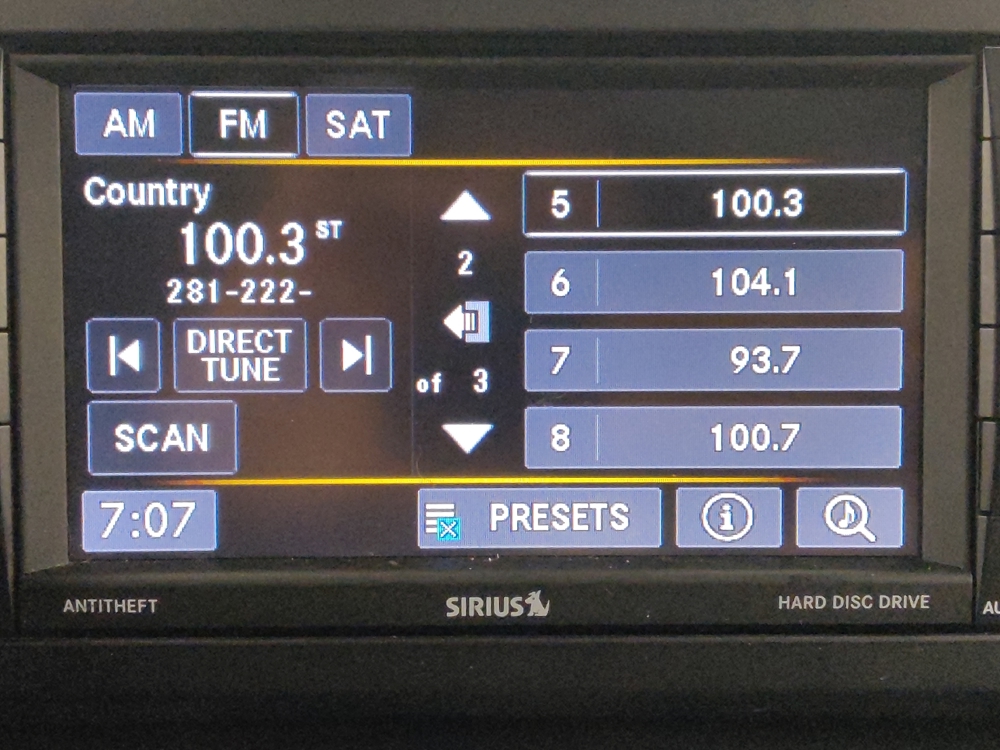 AM FM SAT
Country
100.3 ST
281-222-
DIRECT
TUNE
SCAN
2
of 3
5 100.3
6 104.1
7 93.7
8 100.7
7:07 PRESETS i
ANTITHEFT SIRIUS HARD DISC DRIVE
AU